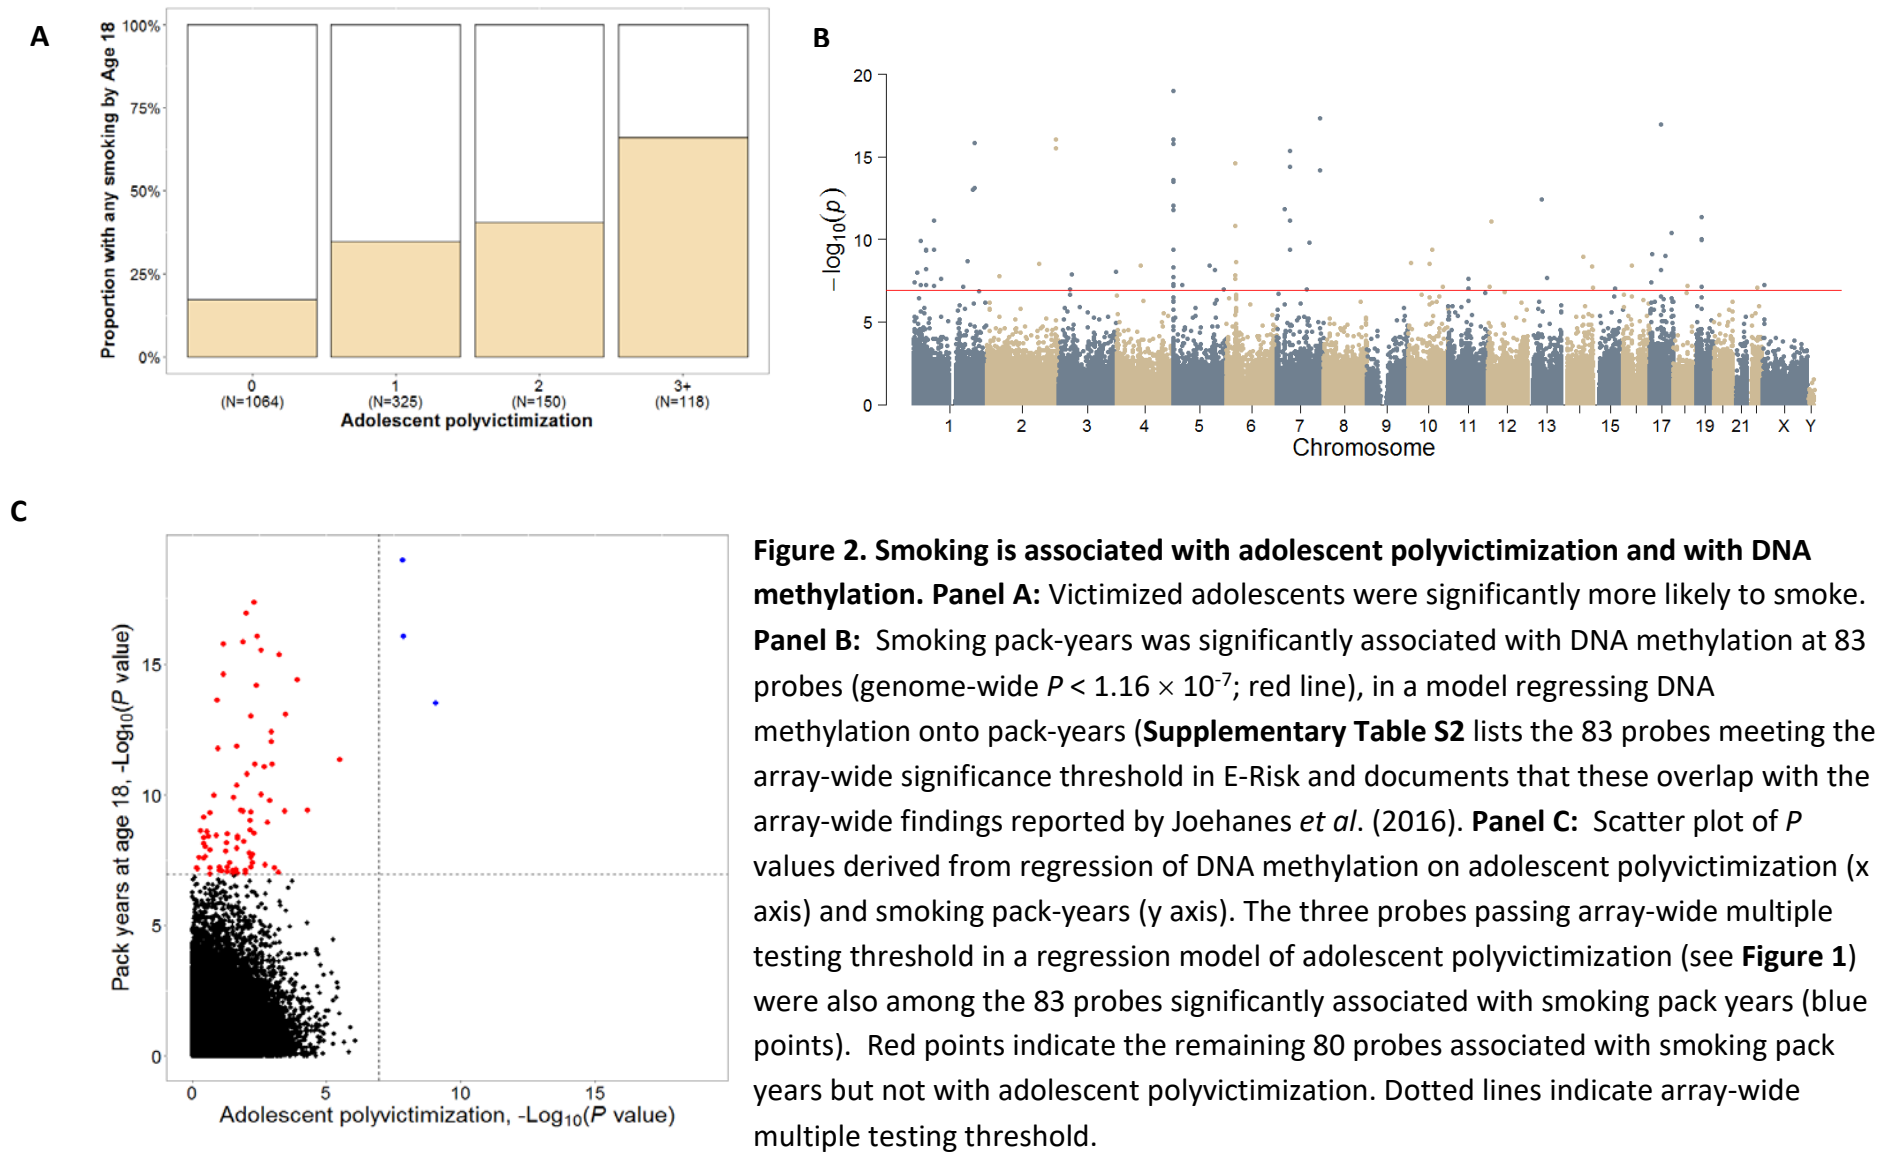 A
Proportion with any smoking by Age 18
100%
75%
50%
25%
0%
0
(N=1064)
1
(N=325)
2
(N=150)
3+
(N=118)
Adolescent polyvictimization
B
−log10(p)
20
15
10
5
0
1 2 3 4 5 6 7 8 9 10 11 12 13 15 17 19 21 X Y
Chromosome
C
Pack years at age 18, -Log10(P value)
15
10
5
0
0 5 10 15
Adolescent polyvictimization, -Log10(P value)
Figure 2. Smoking is associated with adolescent polyvictimization and with DNA
methylation. Panel A: Victimized adolescents were significantly more likely to smoke.
Panel B:  Smoking pack-years was significantly associated with DNA methylation at 83
probes (genome-wide P < 1.16 × 10-7; red line), in a model regressing DNA
methylation onto pack-years (Supplementary Table S2 lists the 83 probes meeting the
array-wide significance threshold in E-Risk and documents that these overlap with the
array-wide findings reported by Joehanes et al. (2016). Panel C:  Scatter plot of P
values derived from regression of DNA methylation on adolescent polyvictimization (x
axis) and smoking pack-years (y axis). The three probes passing array-wide multiple
testing threshold in a regression model of adolescent polyvictimization (see Figure 1)
were also among the 83 probes significantly associated with smoking pack years (blue
points).  Red points indicate the remaining 80 probes associated with smoking pack
years but not with adolescent polyvictimization. Dotted lines indicate array-wide
multiple testing threshold.